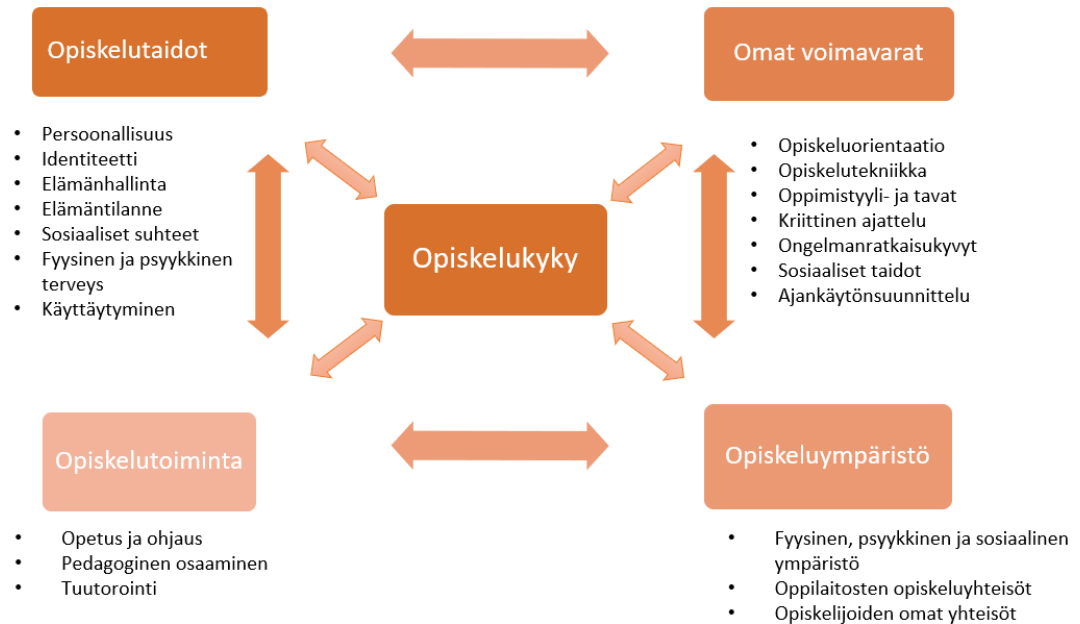 Opiskelutaidot
Omat voimavarat
• Persoonallisuus
• Identiteetti
• Elämänhallinta
• Elämäntilanne
• Sosiaaliset suhteet
• Fyysinen ja psyykkinen
terveys
• Käyttäytyminen
• Opiskeluorientaatio
• Opiskelutekniikka
• Oppimistyyli- ja tavat
• Kriittinen ajattelu
• Ongelmanratkaisukyvyt
• Sosiaaliset taidot
• Ajankäytönsuunnittelu
Opiskelukyky
Opiskelutoiminta
Opiskeluympäristö
• Opetus ja ohjaus
• Pedagoginen osaaminen
• Tuutorointi
• Fyysinen, psyykkinen ja sosiaalinen
ympäristö
• Oppilaitosten opiskeluyhteisöt
• Opiskelijoiden omat yhteisöt